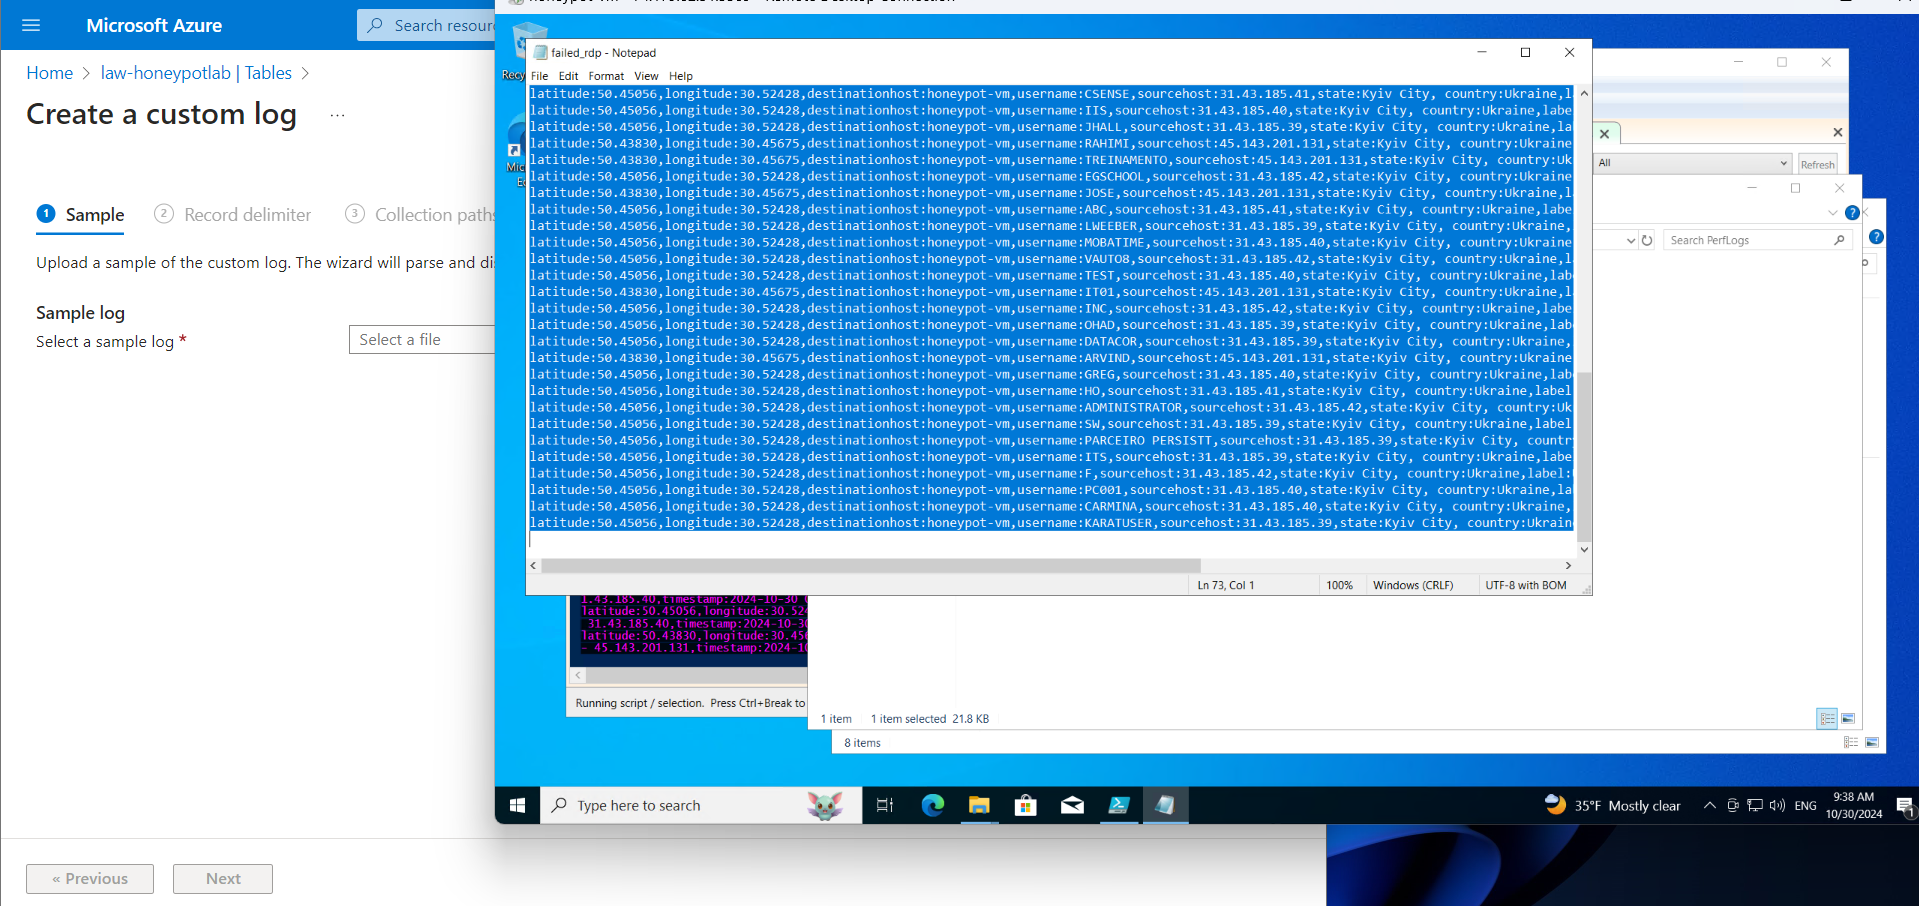 Microsoft Azure
Search resour
Home > law-honeypotlab | Tables >
Create a custom log ...
1 Sample
2 Record delimiter
3 Collection paths
Upload a sample of the custom log. The wizard will parse and di
Sample log
Select a sample log *
Select a file
« Previous
Next
failed_rdp - Notepad
File Edit Format View Help
latitude:50.45056,longitude:30.52428,destinationhost:honeypot-vm,username:CSENSE,sourcehost:31.43.185.41,state:Kyiv City, country:Ukraine,l
latitude:50.45056,longitude:30.52428,destinationhost:honeypot-vm,username:IIS,sourcehost:31.43.185.40,state:Kyiv City, country:Ukraine,labe
latitude:50.45056,longitude:30.52428,destinationhost:honeypot-vm,username:JHALL,sourcehost:31.43.185.39,state:Kyiv City, country:Ukraine,la
latitude:50.43830,longitude:30.45675,destinationhost:honeypot-vm,username:RAHIMI,sourcehost:45.143.201.131,state:Kyiv City, country:Ukraine
latitude:50.43830,longitude:30.45675,destinationhost:honeypot-vm,username:TREINAMENTO,sourcehost:45.143.201.131,state:Kyiv City, country:Uk
latitude:50.45056,longitude:30.52428,destinationhost:honeypot-vm,username:EGSCHOOL,sourcehost:31.43.185.42,state:Kyiv City, country:Ukraine
latitude:50.43830,longitude:30.45675,destinationhost:honeypot-vm,username:JOSE,sourcehost:45.143.201.131,state:Kyiv City, country:Ukraine,l
latitude:50.45056,longitude:30.52428,destinationhost:honeypot-vm,username:ABC,sourcehost:31.43.185.41,state:Kyiv City, country:Ukraine,labe
latitude:50.45056,longitude:30.52428,destinationhost:honeypot-vm,username:LWEEBER,sourcehost:31.43.185.39,state:Kyiv City, country:Ukraine,
latitude:50.45056,longitude:30.52428,destinationhost:honeypot-vm,username:MOBATIME,sourcehost:31.43.185.40,state:Kyiv City, country:Ukraine
latitude:50.45056,longitude:30.52428,destinationhost:honeypot-vm,username:VAUTO8,sourcehost:31.43.185.42,state:Kyiv City, country:Ukraine,l
latitude:50.45056,longitude:30.52428,destinationhost:honeypot-vm,username:TEST,sourcehost:31.43.185.40,state:Kyiv City, country:Ukraine,lab
latitude:50.43830,longitude:30.45675,destinationhost:honeypot-vm,username:IT01,sourcehost:45.143.201.131,state:Kyiv City, country:Ukraine,l
latitude:50.45056,longitude:30.52428,destinationhost:honeypot-vm,username:INC,sourcehost:31.43.185.42,state:Kyiv City, country:Ukraine,labe
latitude:50.45056,longitude:30.52428,destinationhost:honeypot-vm,username:OHAD,sourcehost:31.43.185.39,state:Kyiv City, country:Ukraine,lab
latitude:50.45056,longitude:30.52428,destinationhost:honeypot-vm,username:DATACOR,sourcehost:31.43.185.39,state:Kyiv City, country:Ukraine,
latitude:50.43830,longitude:30.45675,destinationhost:honeypot-vm,username:ARVIND,sourcehost:45.143.201.131,state:Kyiv City, country:Ukraine
latitude:50.45056,longitude:30.52428,destinationhost:honeypot-vm,username:GREG,sourcehost:31.43.185.40,state:Kyiv City, country:Ukraine,lab
latitude:50.45056,longitude:30.52428,destinationhost:honeypot-vm,username:HO,sourcehost:31.43.185.41,state:Kyiv City, country:Ukraine,label
latitude:50.45056,longitude:30.52428,destinationhost:honeypot-vm,username:ADMINISTRATOR,sourcehost:31.43.185.42,state:Kyiv City, country:Uk
latitude:50.45056,longitude:30.52428,destinationhost:honeypot-vm,username:SW,sourcehost:31.43.185.39,state:Kyiv City, country:Ukraine,label
latitude:50.45056,longitude:30.52428,destinationhost:honeypot-vm,username:PARCEIRO PERSISTT,sourcehost:31.43.185.39,state:Kyiv City, countr
latitude:50.45056,longitude:30.52428,destinationhost:honeypot-vm,username:ITS,sourcehost:31.43.185.39,state:Kyiv City, country:Ukraine,labe
latitude:50.45056,longitude:30.52428,destinationhost:honeypot-vm,username:F,sourcehost:31.43.185.42,state:Kyiv City, country:Ukraine,label:
latitude:50.45056,longitude:30.52428,destinationhost:honeypot-vm,username:PC001,sourcehost:31.43.185.40,state:Kyiv City, country:Ukraine,la
latitude:50.45056,longitude:30.52428,destinationhost:honeypot-vm,username:CARMINA,sourcehost:31.43.185.40,state:Kyiv City, country:Ukraine,
latitude:50.45056,longitude:30.52428,destinationhost:honeypot-vm,username:KARATUSER,sourcehost:31.43.185.39,state:Kyiv City, country:Ukrain
Ln 73, Col 1
100%
Windows (CRLF)
UTF-8 with BOM
Recy
Mic
Ed
All
Refresh
Search PerfLogs
1.43.185.40,timestamp:2024-10-30
latitude:50.45056,longitude:30.524
31.43.185.40,timestamp:2024-10-30
latitude:50.43830,longitude:30.456
- 45.143.201.131,timestamp:2024-10
Running script / selection. Press Ctrl+Break to
1 item
1 item selected 21.8 KB
8 items
Type here to search
35°F Mostly clear
ENG
9:38 AM
10/30/2024
1